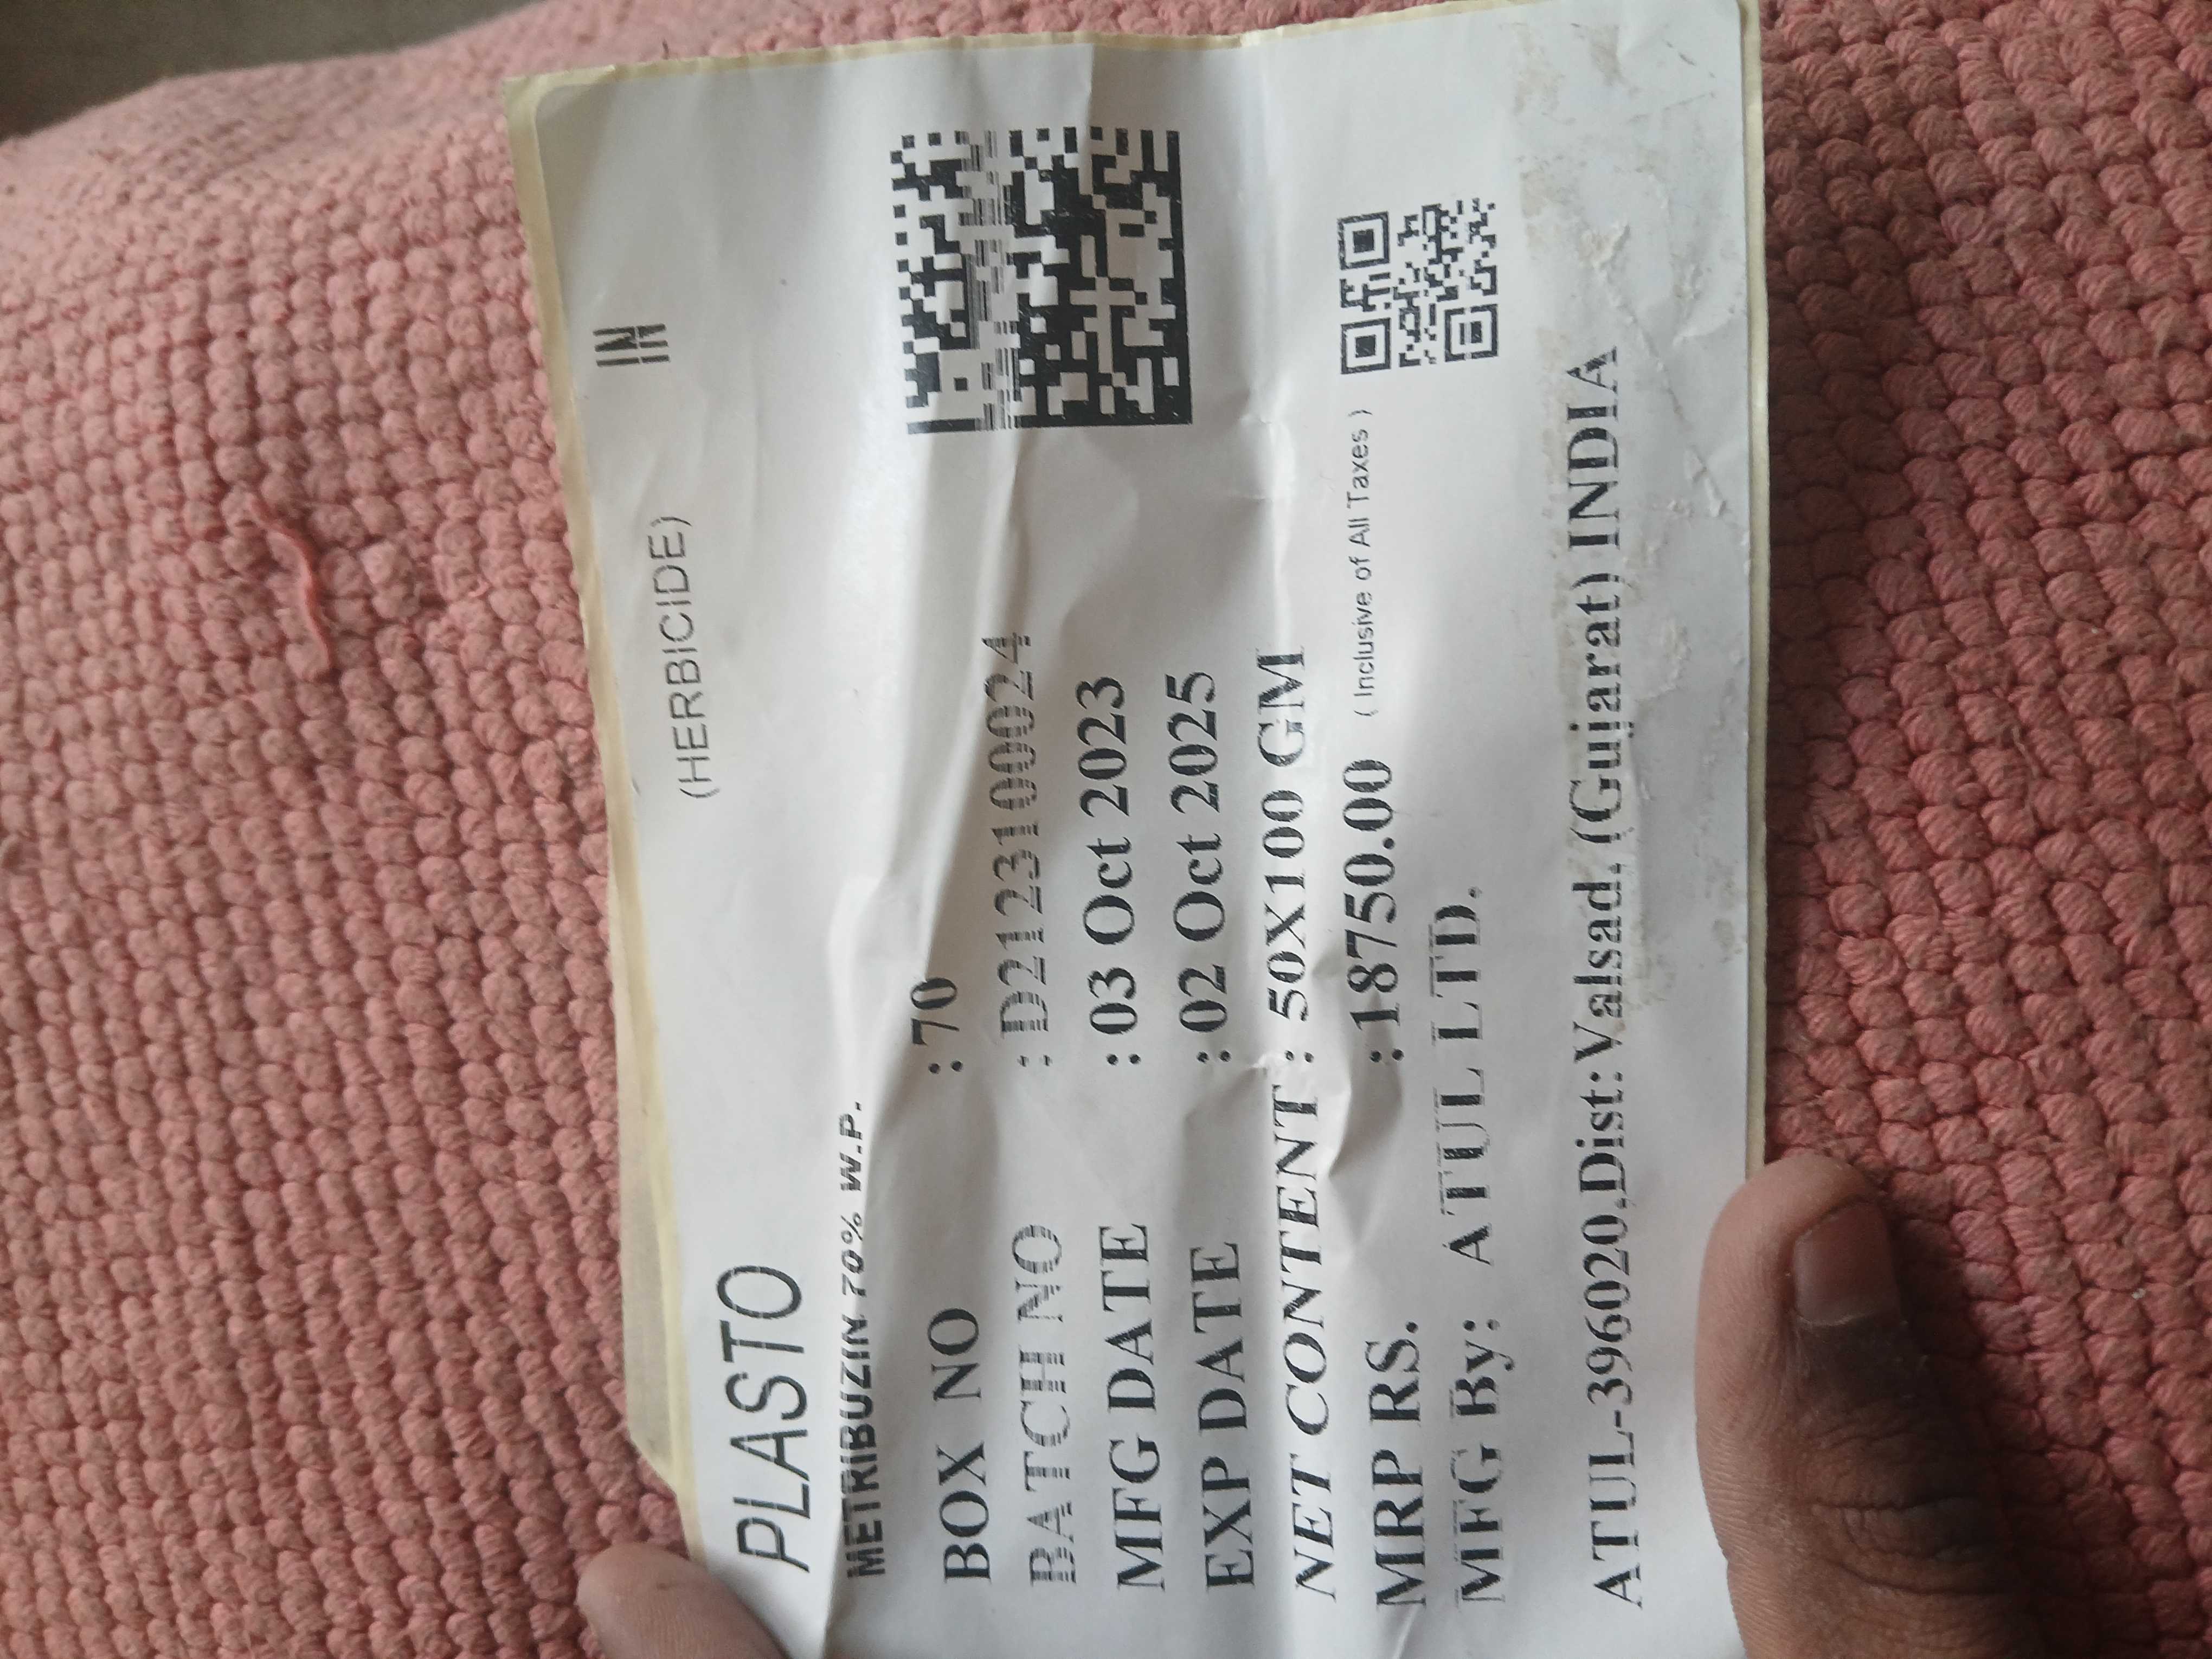 IN
IN
(HERBICIDE)
PLASTO
METRIBUZIN 70% W.P.
BOX NO :70
BATCH NO : D2123100024
MFG DATE :03 Oct 2023
EXP DATE :02 Oct 2025
NET CONTENT : 50X100 GM
MRP RS. :18750.00 ( Inclusive of All Taxes )
MFG By: ATUL LTD.
ATUL-396020,Dist:Valsad, (Gujarat) INDIA